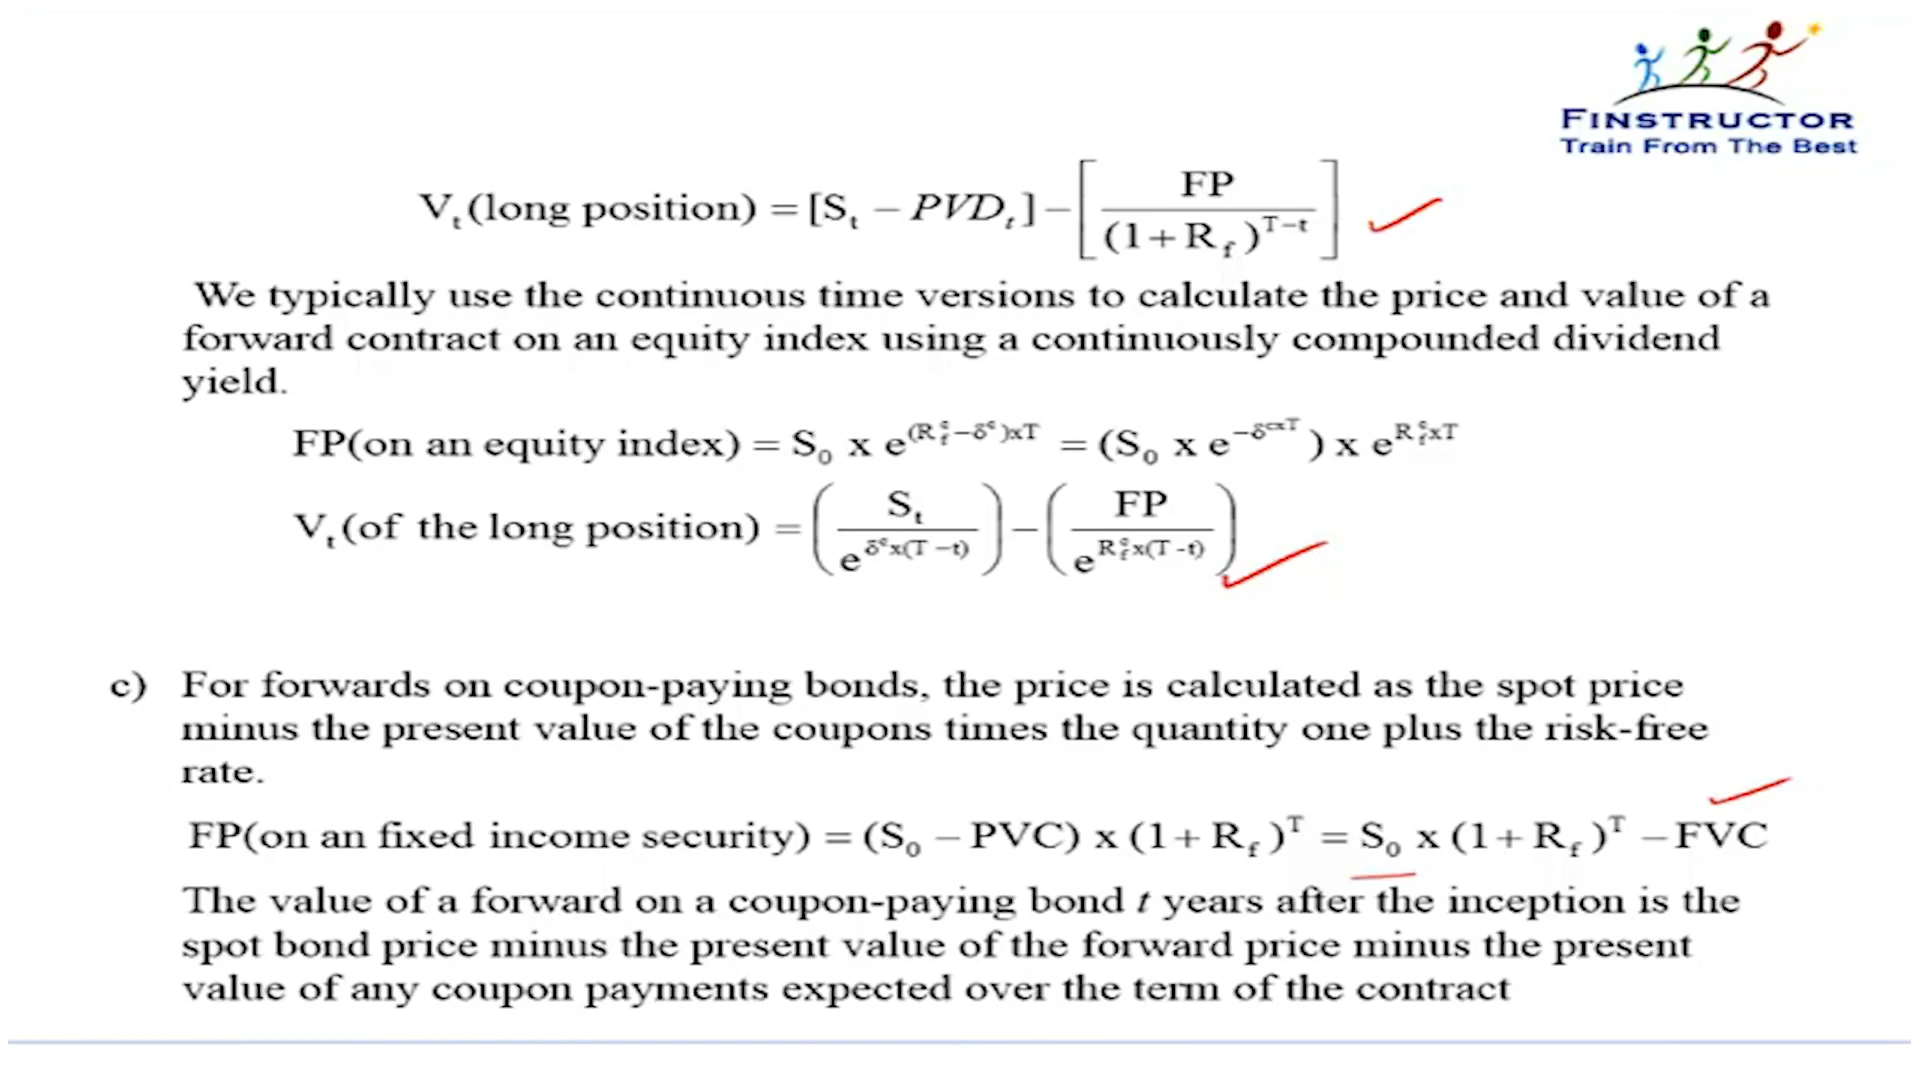 FINSTRUCTOR
Train From The Best
V_t(long position) = [S_t − PVD_t] − [FP / (1+R_f)^(T−t)]
We typically use the continuous time versions to calculate the price and value of a
forward contract on an equity index using a continuously compounded dividend
yield.
FP(on an equity index) = S_0 x e^((R_f^c−δ^c)xT) = (S_0 x e^(−δ^cxT)) x e^(R_f^cxT)
V_t(of the long position) = (S_t / e^(δ^cx(T−t))) − (FP / e^(R_f^cx(T-t)))
c) For forwards on coupon-paying bonds, the price is calculated as the spot price
minus the present value of the coupons times the quantity one plus the risk-free
rate.
FP(on an fixed income security) = (S_0 − PVC) x (1+R_f)^T = S_0 x (1+R_f)^T − FVC
The value of a forward on a coupon-paying bond t years after the inception is the
spot bond price minus the present value of the forward price minus the present
value of any coupon payments expected over the term of the contract